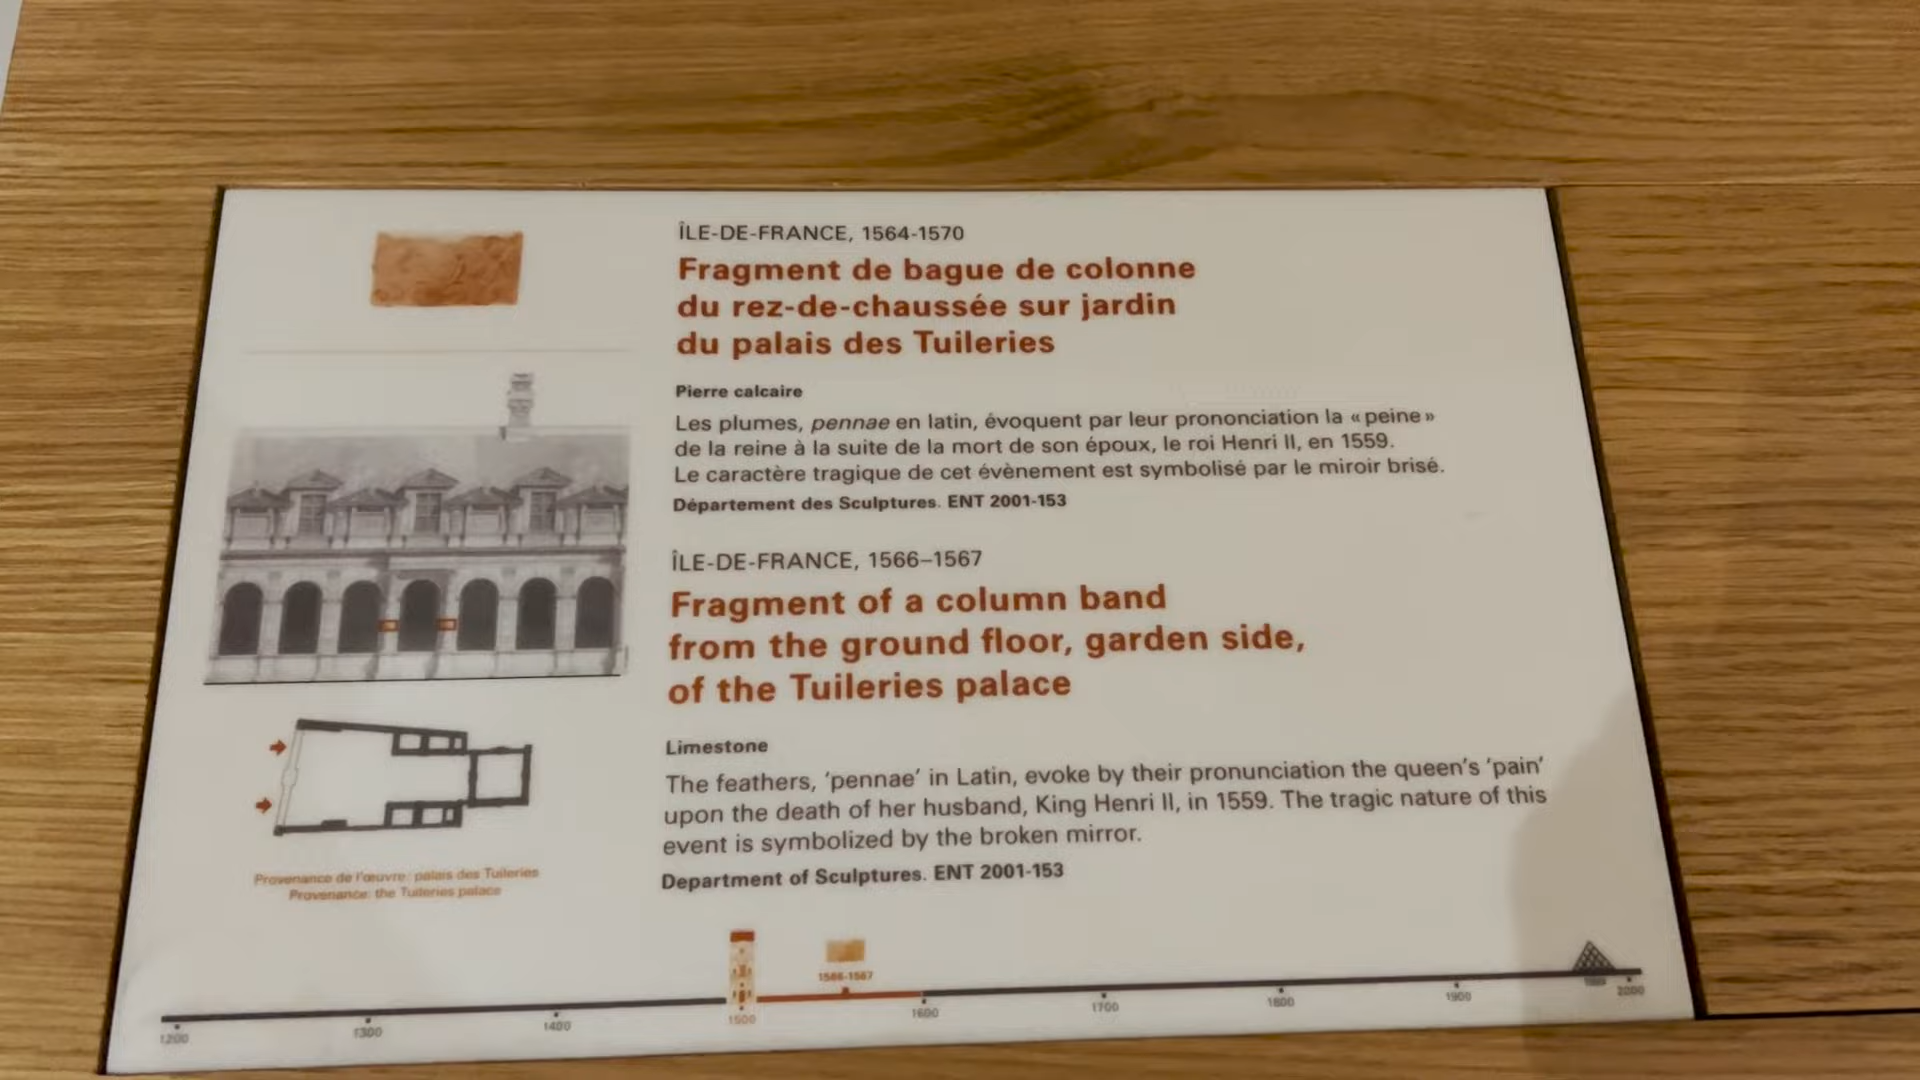 ÎLE-DE-FRANCE, 1564-1570
Fragment de bague de colonne
du rez-de-chaussée sur jardin
du palais des Tuileries
Pierre calcaire
Les plumes, pennae en latin, évoquent par leur prononciation la « peine »
de la reine à la suite de la mort de son époux, le roi Henri II, en 1559.
Le caractère tragique de cet évènement est symbolisé par le miroir brisé.
Département des Sculptures. ENT 2001-153
ÎLE-DE-FRANCE, 1566–1567
Fragment of a column band
from the ground floor, garden side,
of the Tuileries palace
Limestone
The feathers, ‘pennae’ in Latin, evoke by their pronunciation the queen’s ‘pain’
upon the death of her husband, King Henri II, in 1559. The tragic nature of this
event is symbolized by the broken mirror.
Department of Sculptures. ENT 2001-153
Provenance de l'œuvre: palais des Tuileries
Provenance: the Tuileries palace
1566-1567
1200 1300 1400 1500 1600 1700 1800 1900 2000